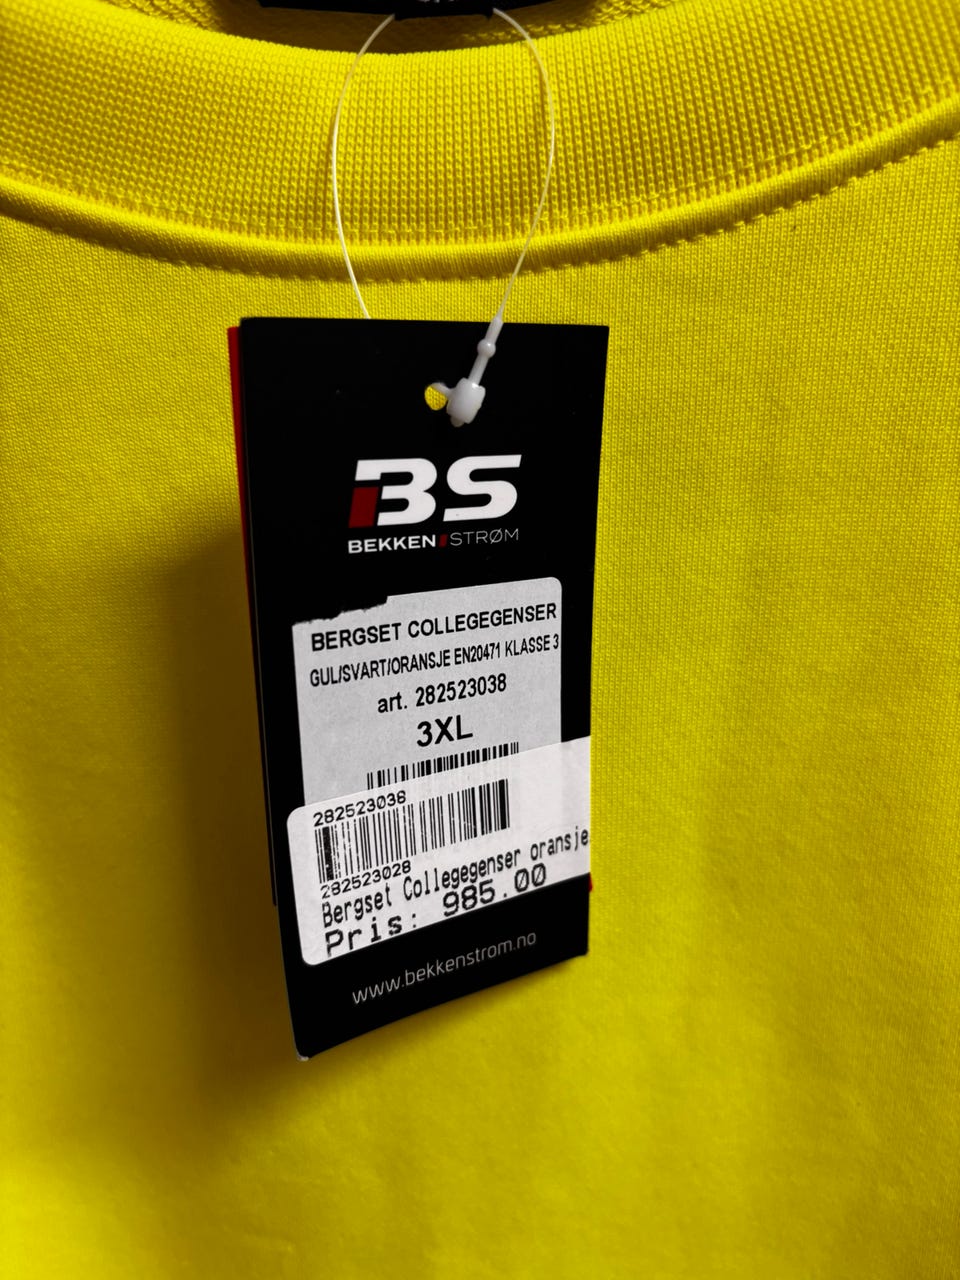 BS
BEKKEN STRØM
BERGSET COLLEGEGENSER
GUL/SVART/ORANSJE EN20471 KLASSE 3
art. 282523038
3XL
282523038
282523028
Bergset Collegegenser oransje
Pris: 985.00
www.bekkenstrom.no